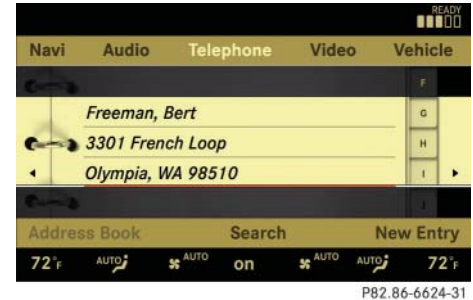 READY
Navi Audio Telephone Video Vehicle
F
Freeman, Bert
G
3301 French Loop
H
Olympia, WA 98510
I
J
Address Book Search New Entry
72°F AUTO AUTO on AUTO AUTO 72°F
P82.86-6624-31